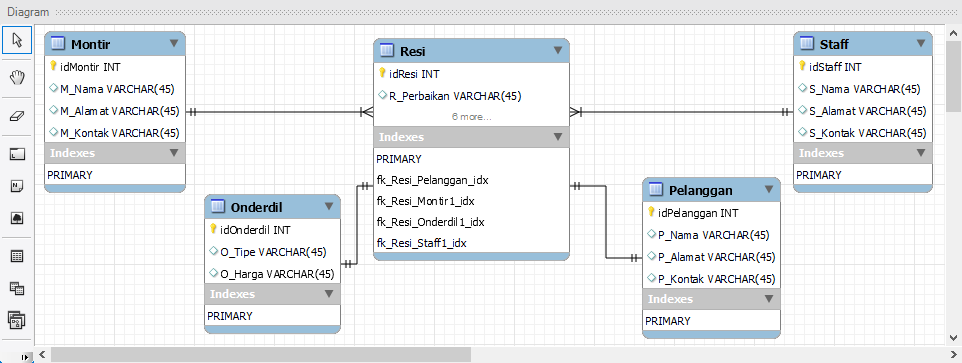 Diagram
Montir
idMontir INT
M_Nama VARCHAR(45)
M_Alamat VARCHAR(45)
M_Kontak VARCHAR(45)
Indexes
PRIMARY
Resi
idResi INT
R_Perbaikan VARCHAR(45)
6 more...
Indexes
PRIMARY
fk_Resi_Pelanggan_idx
fk_Resi_Montir1_idx
fk_Resi_Onderdil1_idx
fk_Resi_Staff1_idx
Staff
idStaff INT
S_Nama VARCHAR(45)
S_Alamat VARCHAR(45)
S_Kontak VARCHAR(45)
Indexes
PRIMARY
Onderdil
idOnderdil INT
O_Tipe VARCHAR(45)
O_Harga VARCHAR(45)
Indexes
PRIMARY
Pelanggan
idPelanggan INT
P_Nama VARCHAR(45)
P_Alamat VARCHAR(45)
P_Kontak VARCHAR(45)
Indexes
PRIMARY